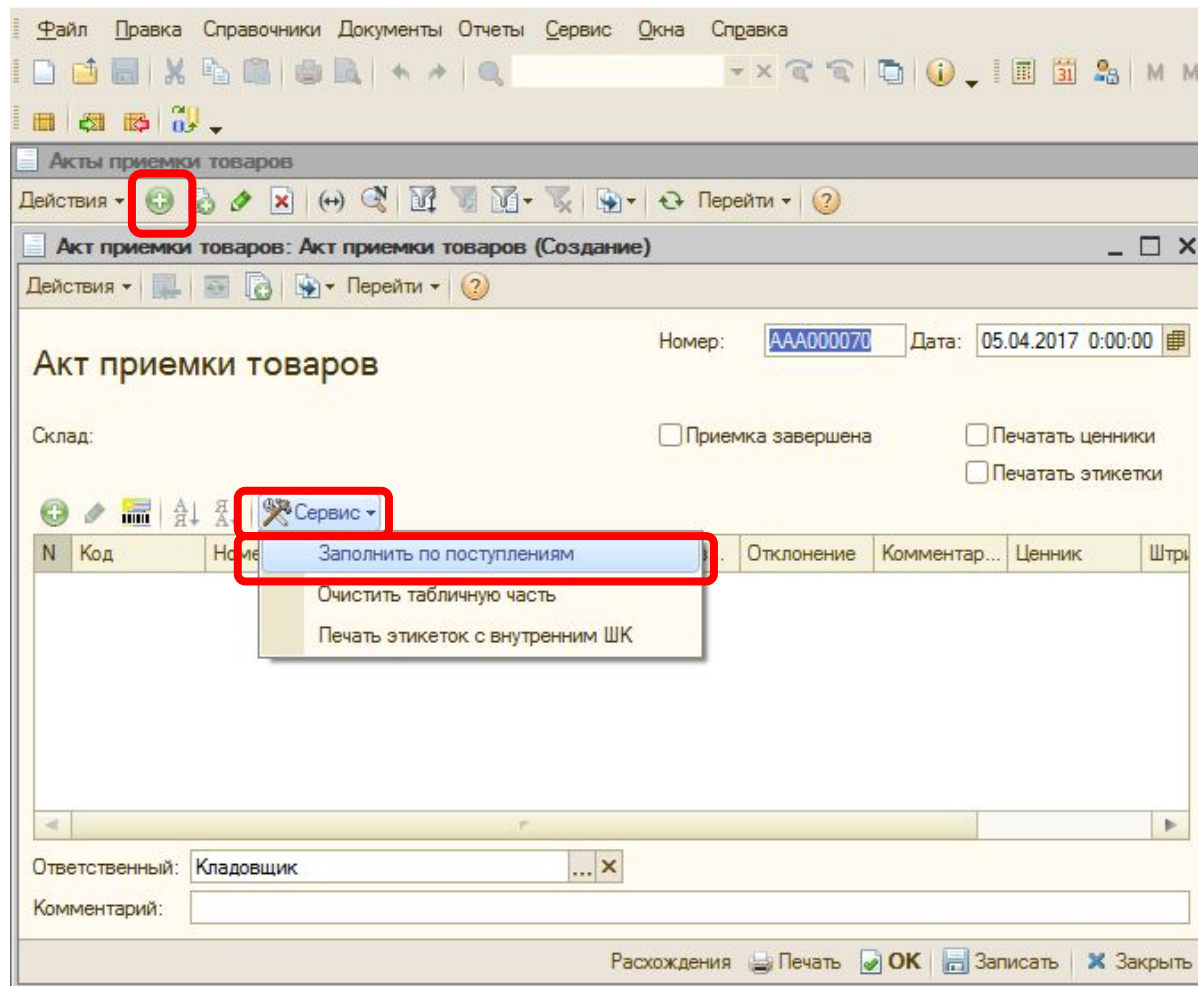 Файл Правка Справочники Документы Отчеты Сервис Окна Справка
31 М М
Акты приемки товаров
Действия Перейти
Акт приемки товаров: Акт приемки товаров (Создание)
Действия Перейти
Номер: ААА000070 Дата: 05.04.2017 0:00:00
Акт приемки товаров
Склад: Приемка завершена Печатать ценники
Печатать этикетки
Сервис
N Код Отклонение Комментар... Ценник
Заполнить по поступлениям
Очистить табличную часть
Печать этикеток с внутренним ШК
Ответственный: Кладовщик ...
Комментарий:
Расхождения Печать OK Записать Закрыть